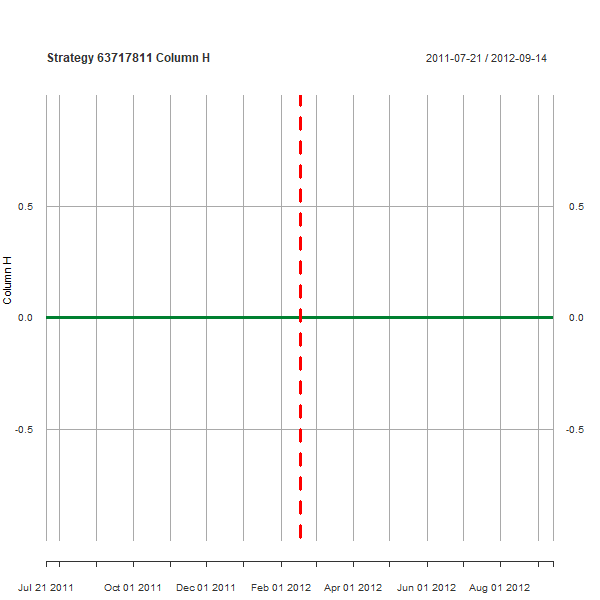 Strategy 63717811 Column H
2011-07-21 / 2012-09-14
0.5
0.5
Column H
0.0
0.0
-0.5
-0.5
Jul 21 2011
Oct 01 2011
Dec 01 2011
Feb 01 2012
Apr 01 2012
Jun 01 2012
Aug 01 2012